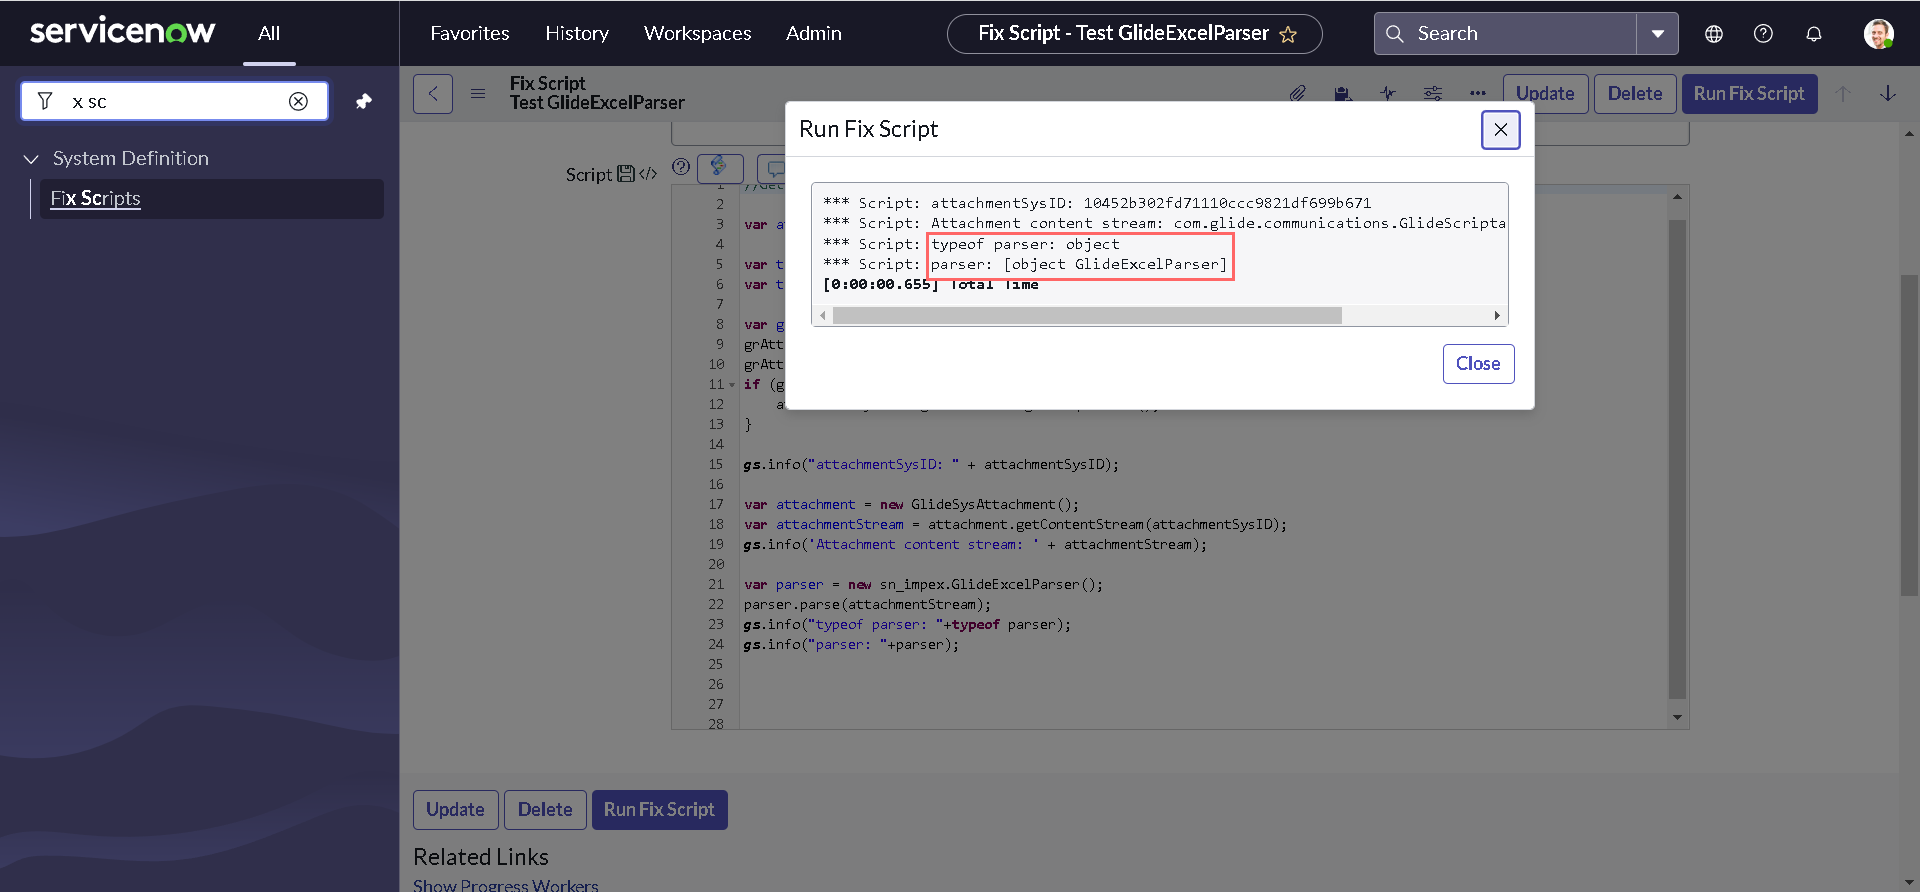 servicenow
All
Favorites
History
Workspaces
Admin
Fix Script - Test GlideExcelParser
Search
x sc
System Definition
Fix Scripts
Fix Script
Test GlideExcelParser
Update
Delete
Run Fix Script
Run Fix Script
*** Script: attachmentSysID: 10452b302fd71110ccc9821df699b671
*** Script: Attachment content stream: com.glide.communications.GlideScripta
*** Script: typeof parser: object
*** Script: parser: [object GlideExcelParser]
[0:00:00.655] Total Time
Close
Script
</>
1 //Get
2
3 var a
4
5 var t
6 var t
7
8 var g
9 grAtt
10 grAtt
11 if (g
12 a
13 }
14
15 gs.info("attachmentSysID: " + attachmentSysID);
16
17 var attachment = new GlideSysAttachment();
18 var attachmentStream = attachment.getContentStream(attachmentSysID);
19 gs.info('Attachment content stream: ' + attachmentStream);
20
21 var parser = new sn_impex.GlideExcelParser();
22 parser.parse(attachmentStream);
23 gs.info("typeof parser: "+typeof parser);
24 gs.info("parser: "+parser);
25
26
27
28
Update
Delete
Run Fix Script
Related Links
Show Progress Workers